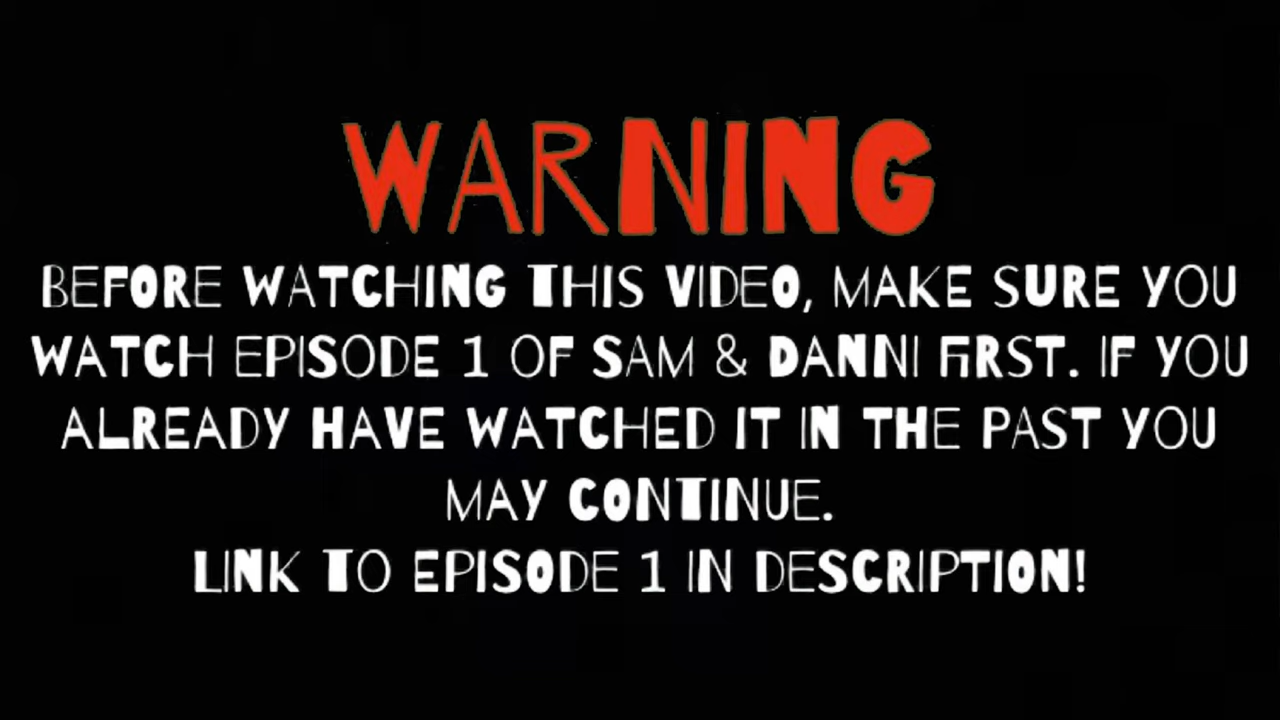 WARNING
BEFORE WATCHING THIS VIDEO, MAKE SURE YOU
WATCH EPISODE 1 OF SAM & DANNI FIRST. IF YOU
ALREADY HAVE WATCHED IT IN THE PAST YOU
MAY CONTINUE.
LINK TO EPISODE 1 IN DESCRIPTION!